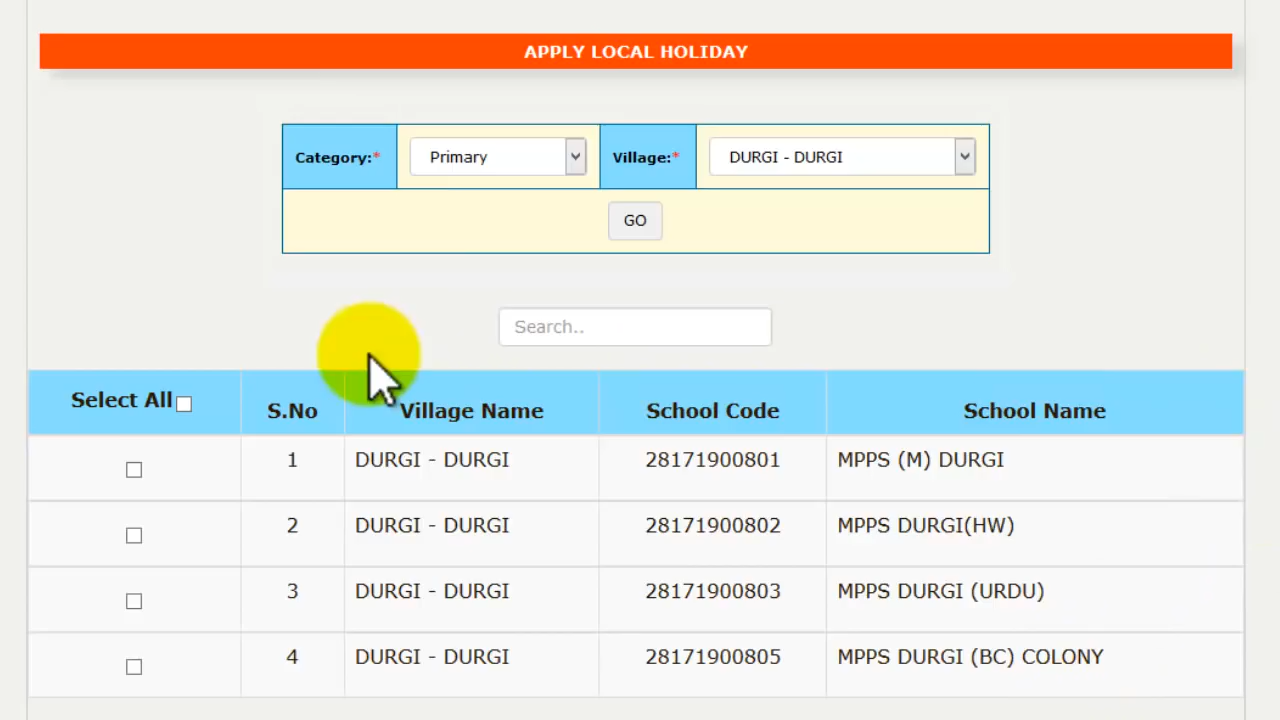 APPLY LOCAL HOLIDAY
Category:* Primary Village:* DURGI - DURGI
GO
Search..
Select All S.No Village Name School Code School Name
1 DURGI - DURGI 28171900801 MPPS (M) DURGI
2 DURGI - DURGI 28171900802 MPPS DURGI(HW)
3 DURGI - DURGI 28171900803 MPPS DURGI (URDU)
4 DURGI - DURGI 28171900805 MPPS DURGI (BC) COLONY